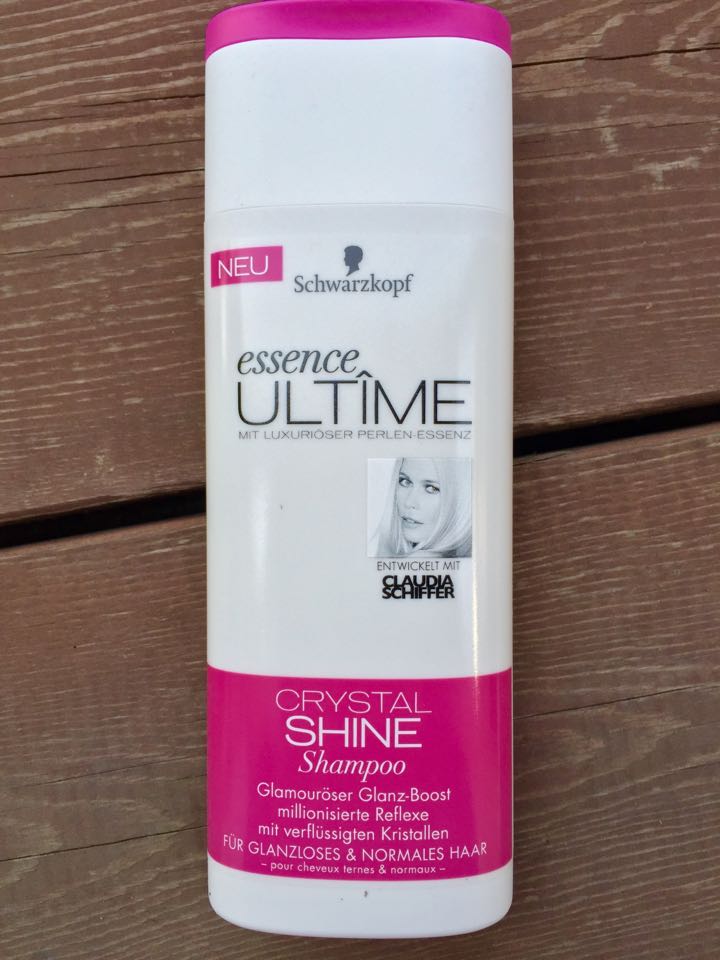 NEU
Schwarzkopf
essence
ULTÎME
MIT LUXURIÖSER PERLEN-ESSENZ
ENTWICKELT MIT
CLAUDIA
SCHIFFER
CRYSTAL
SHINE
Shampoo
Glamouröser Glanz-Boost
millionisierte Reflexe
mit verflüssigten Kristallen
FÜR GLANZLOSES & NORMALES HAAR
– pour cheveux ternes & normaux –